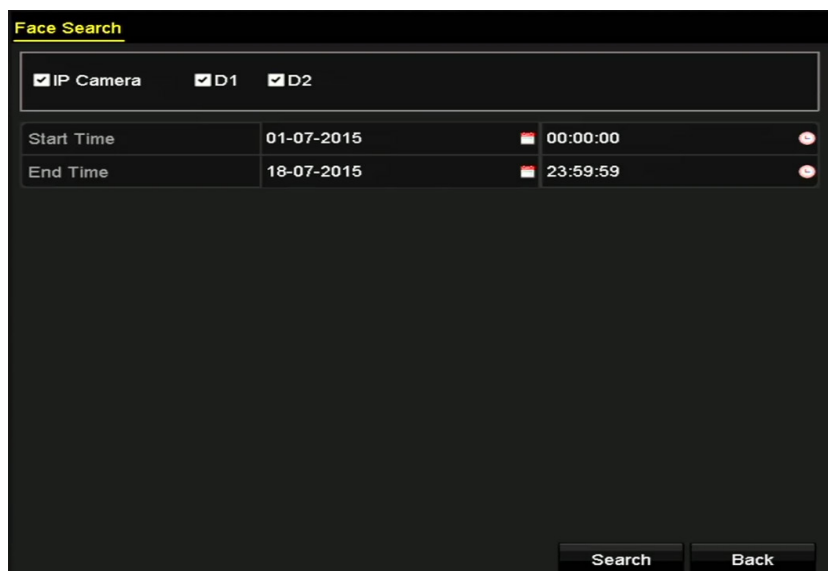 Face Search
IP Camera D1 D2
Start Time 01-07-2015 00:00:00
End Time 18-07-2015 23:59:59
Search Back